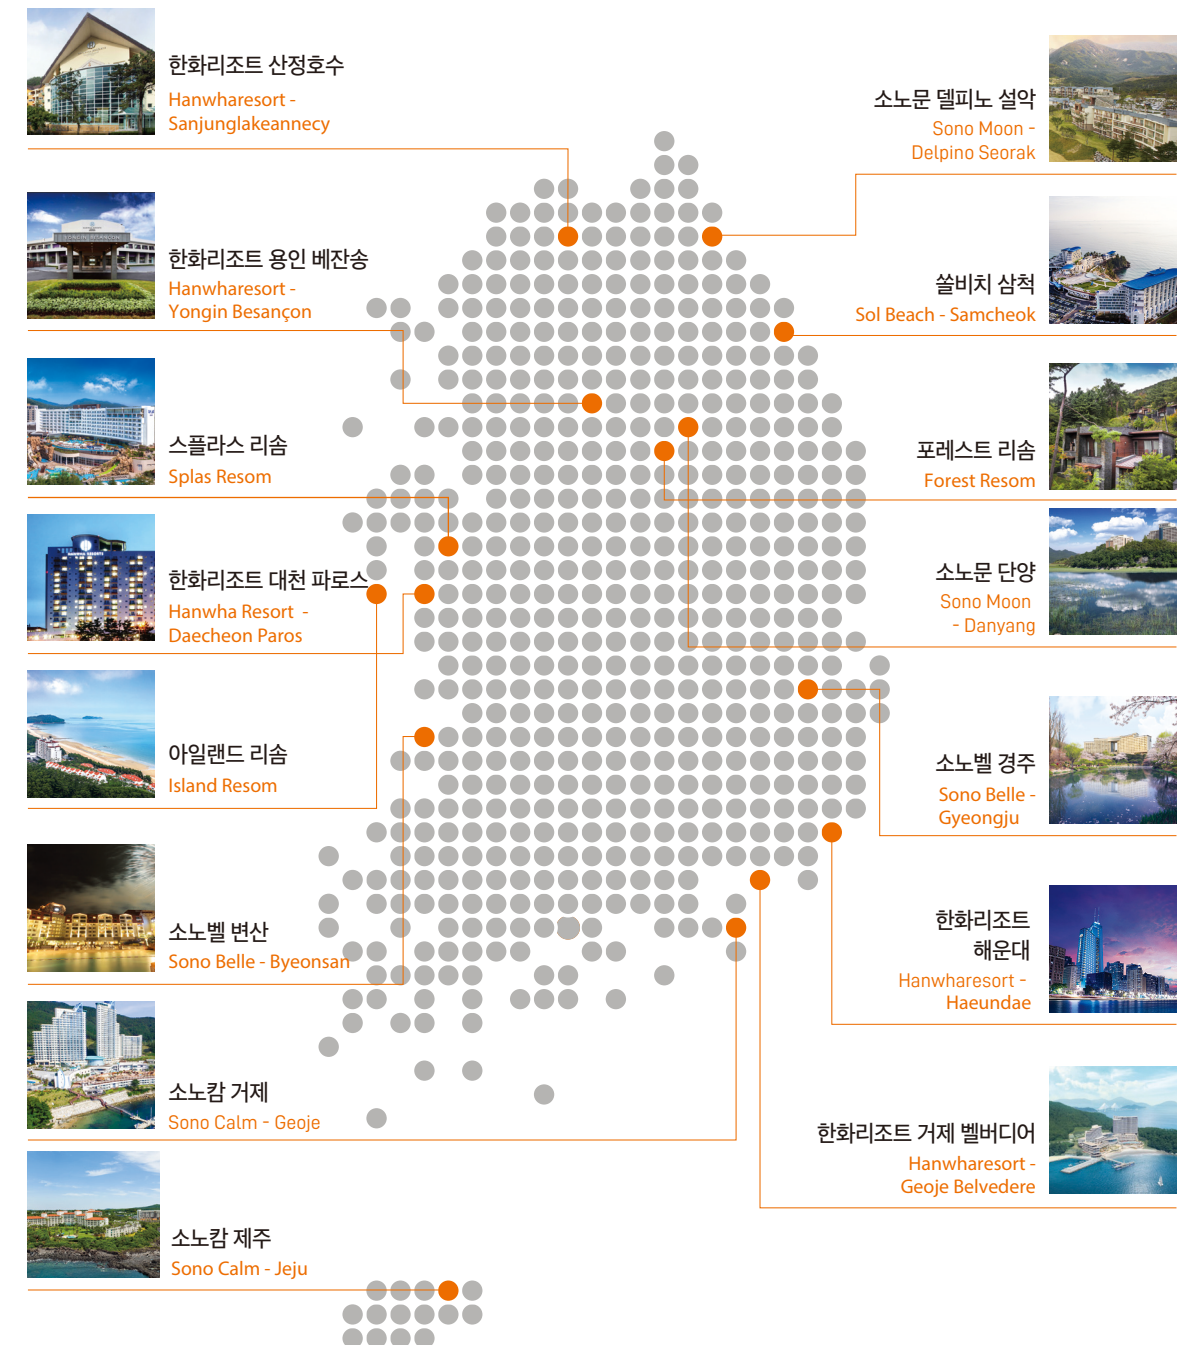 한화리조트 산정호수
Hanwharesort -
Sanjunglakeannecy
한화리조트 용인 베잔송
Hanwharesort -
Yongin Besançon
스플라스 리솜
Splas Resom
한화리조트 대천 파로스
Hanwha Resort -
Daecheon Paros
아일랜드 리솜
Island Resom
소노벨 변산
Sono Belle - Byeonsan
소노캄 거제
Sono Calm - Geoje
소노캄 제주
Sono Calm - Jeju
소노문 델피노 설악
Sono Moon -
Delpino Seorak
쏠비치 삼척
Sol Beach - Samcheok
포레스트 리솜
Forest Resom
소노문 단양
Sono Moon
- Danyang
소노벨 경주
Sono Belle -
Gyeongju
한화리조트
해운대
Hanwharesort -
Haeundae
한화리조트 거제 벨버디어
Hanwharesort -
Geoje Belvedere